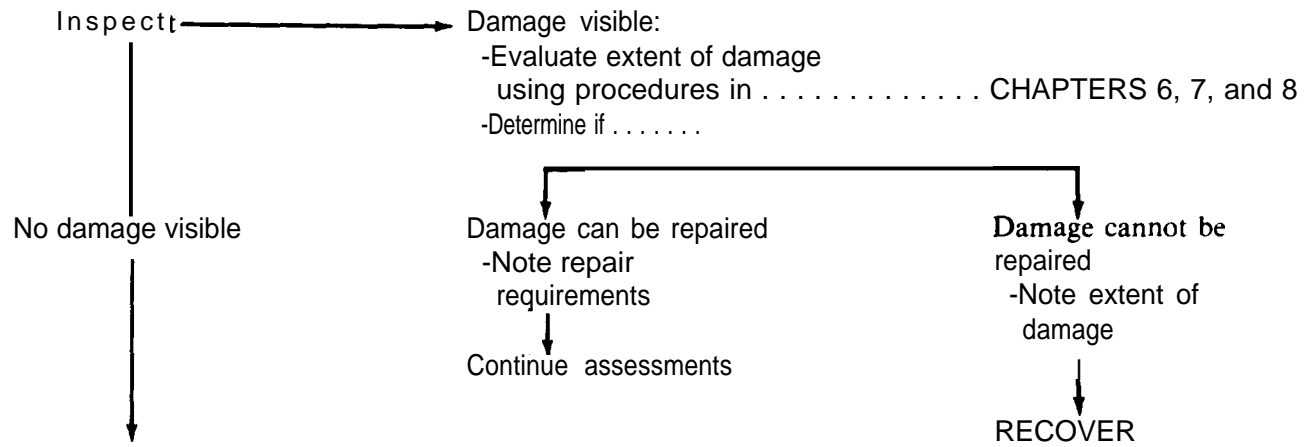 Inspect
Damage visible:
-Evaluate extent of damage
using procedures in . . . . . . . . . . . . . CHAPTERS 6, 7, and 8
-Determine if . . . . . . .
No damage visible
Damage can be repaired
-Note repair
requirements
Continue assessments
Damage cannot be
repaired
-Note extent of
damage
RECOVER